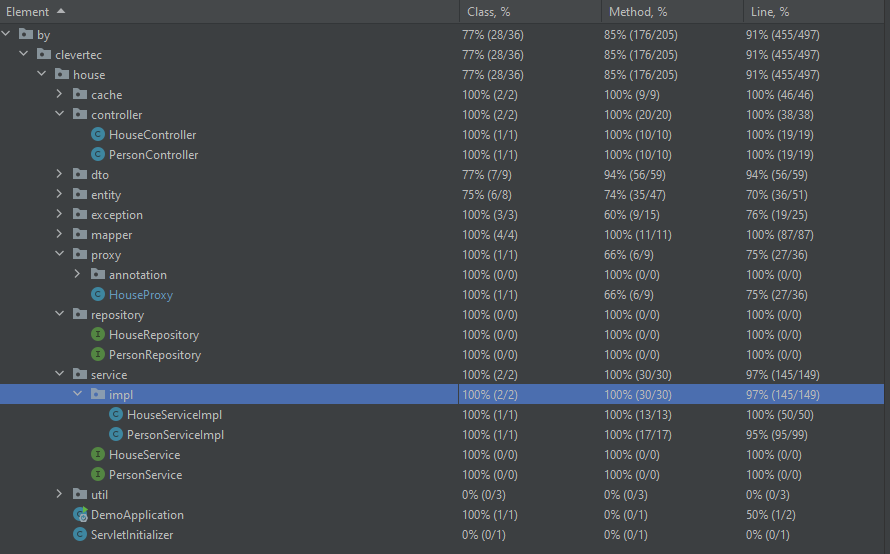 Element Class, % Method, % Line, %
by 77% (28/36) 85% (176/205) 91% (455/497)
clevertec 77% (28/36) 85% (176/205) 91% (455/497)
house 77% (28/36) 85% (176/205) 91% (455/497)
cache 100% (2/2) 100% (9/9) 100% (46/46)
controller 100% (2/2) 100% (20/20) 100% (38/38)
HouseController 100% (1/1) 100% (10/10) 100% (19/19)
PersonController 100% (1/1) 100% (10/10) 100% (19/19)
dto 77% (7/9) 94% (56/59) 94% (56/59)
entity 75% (6/8) 74% (35/47) 70% (36/51)
exception 100% (3/3) 60% (9/15) 76% (19/25)
mapper 100% (4/4) 100% (11/11) 100% (87/87)
proxy 100% (1/1) 66% (6/9) 75% (27/36)
annotation 100% (0/0) 100% (0/0) 100% (0/0)
HouseProxy 100% (1/1) 66% (6/9) 75% (27/36)
repository 100% (0/0) 100% (0/0) 100% (0/0)
HouseRepository 100% (0/0) 100% (0/0) 100% (0/0)
PersonRepository 100% (0/0) 100% (0/0) 100% (0/0)
service 100% (2/2) 100% (30/30) 97% (145/149)
impl 100% (2/2) 100% (30/30) 97% (145/149)
HouseServiceImpl 100% (1/1) 100% (13/13) 100% (50/50)
PersonServiceImpl 100% (1/1) 100% (17/17) 95% (95/99)
HouseService 100% (0/0) 100% (0/0) 100% (0/0)
PersonService 100% (0/0) 100% (0/0) 100% (0/0)
util 0% (0/3) 0% (0/3) 0% (0/3)
DemoApplication 100% (1/1) 0% (0/1) 50% (1/2)
ServletInitializer 0% (0/1) 0% (0/1) 0% (0/1)